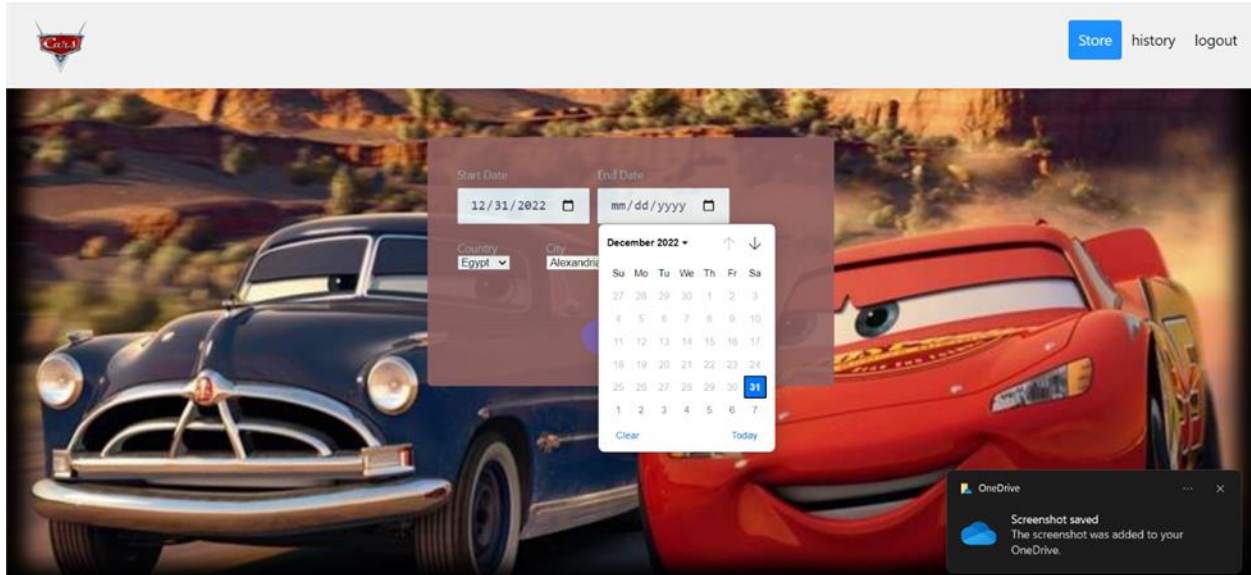 Cars
Store history logout
Start Date End Date
12/31/2022 mm/dd/yyyy
Country City
Egypt Alexandria
December 2022
Su Mo Tu We Th Fr Sa
27 28 29 30 1 2 3
4 5 6 7 8 9 10
11 12 13 14 15 16 17
18 19 20 21 22 23 24
25 26 27 28 29 30 31
1 2 3 4 5 6 7
Clear Today
OneDrive
Screenshot saved
The screenshot was added to your
OneDrive.